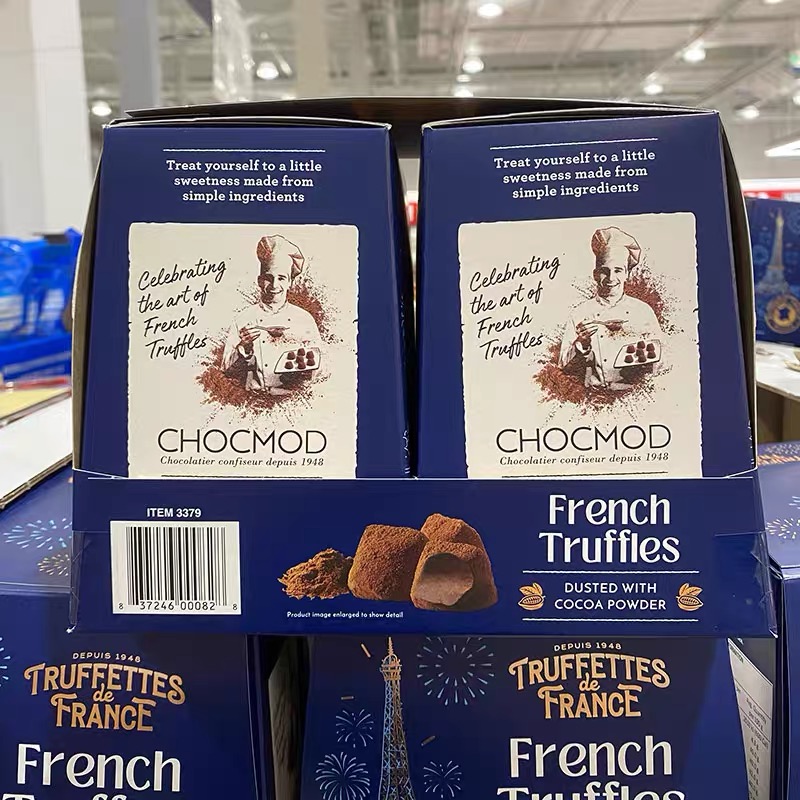 Treat yourself to a little
sweetness made from
simple ingredients
Celebrating
the art of
French
Truffles
CHOCMOD
Chocolatier confiseur depuis 1948
Treat yourself to a little
sweetness made from
simple ingredients
Celebrating
the art of
French
Truffles
CHOCMOD
Chocolatier confiseur depuis 1948
ITEM 3379
8 37246 00082 8
Product image enlarged to show detail
French
Truffles
DUSTED WITH
COCOA POWDER
DEPUIS 1948
TRUFFETTES
de
FRANCE
French
Truffles
DEPUIS 1948
TRUFFETTES
de
FRANCE
French
Truffles